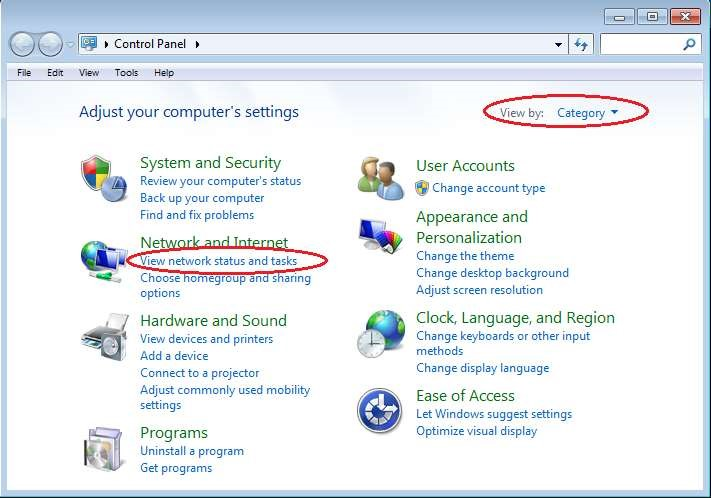 Control Panel
File Edit View Tools Help
Adjust your computer's settings
View by: Category
System and Security
Review your computer's status
Back up your computer
Find and fix problems
Network and Internet
View network status and tasks
Choose homegroup and sharing
options
Hardware and Sound
View devices and printers
Add a device
Connect to a projector
Adjust commonly used mobility
settings
Programs
Uninstall a program
Get programs
User Accounts
Change account type
Appearance and
Personalization
Change the theme
Change desktop background
Adjust screen resolution
Clock, Language, and Region
Change keyboards or other input
methods
Change display language
Ease of Access
Let Windows suggest settings
Optimize visual display